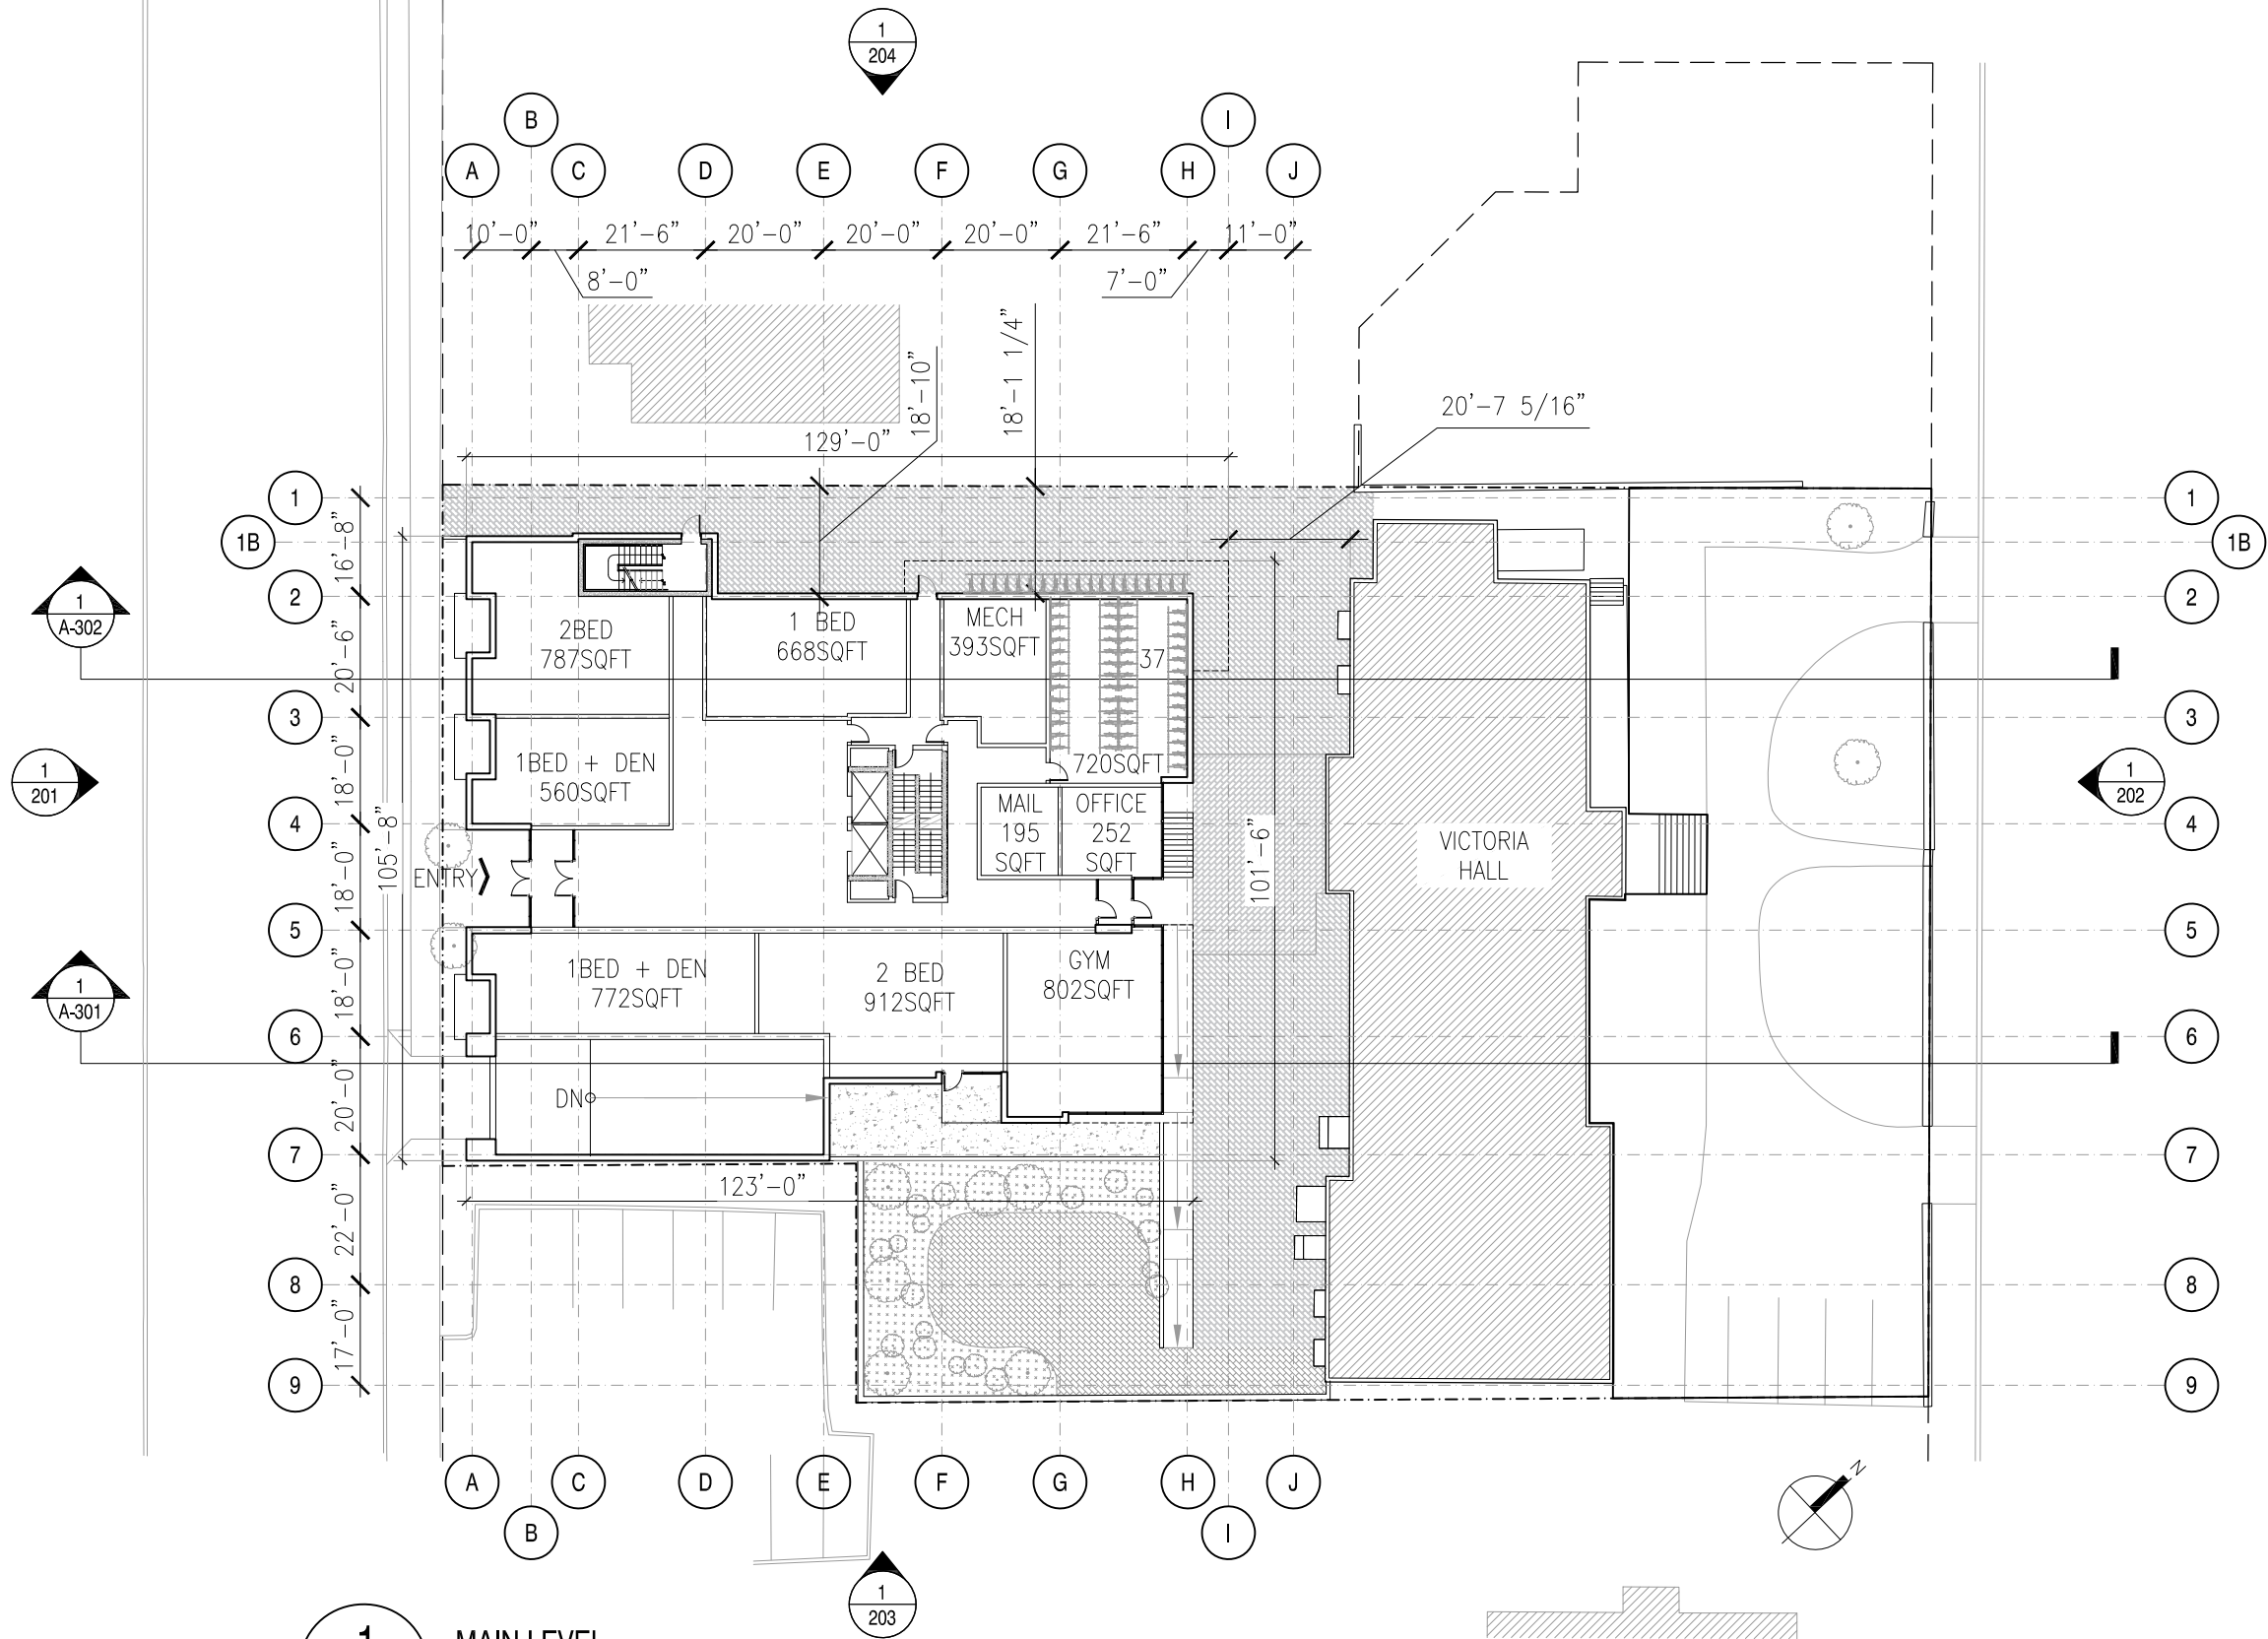 1
204
B
I
A
C
D
E
F
G
H
J
10'-0"
21'-6"
20'-0"
20'-0"
20'-0"
21'-6"
11'-0"
8'-0"
7'-0"
18'-10"
18'-1 1/4"
20'-7 5/16"
129'-0"
1
1
1B
1B
16'-8"
2
2
1
A-302
2BED
787SQFT
1 BED
668SQFT
MECH
393SQFT
37
20'-6"
3
3
1
201
1BED + DEN
560SQFT
18'-0"
720SQFT
1
202
MAIL
195
SQFT
OFFICE
252
SQFT
4
4
105'-8"
101'-6"
VICTORIA
HALL
ENTRY
18'-0"
5
5
1
A-301
1BED + DEN
772SQFT
2 BED
912SQFT
GYM
802SQFT
18'-0"
6
6
DN
20'-0"
7
7
123'-0"
22'-0"
8
8
17'-0"
9
9
A
C
D
E
F
G
H
J
B
I
N
1
203
1
MAIN LEVEL